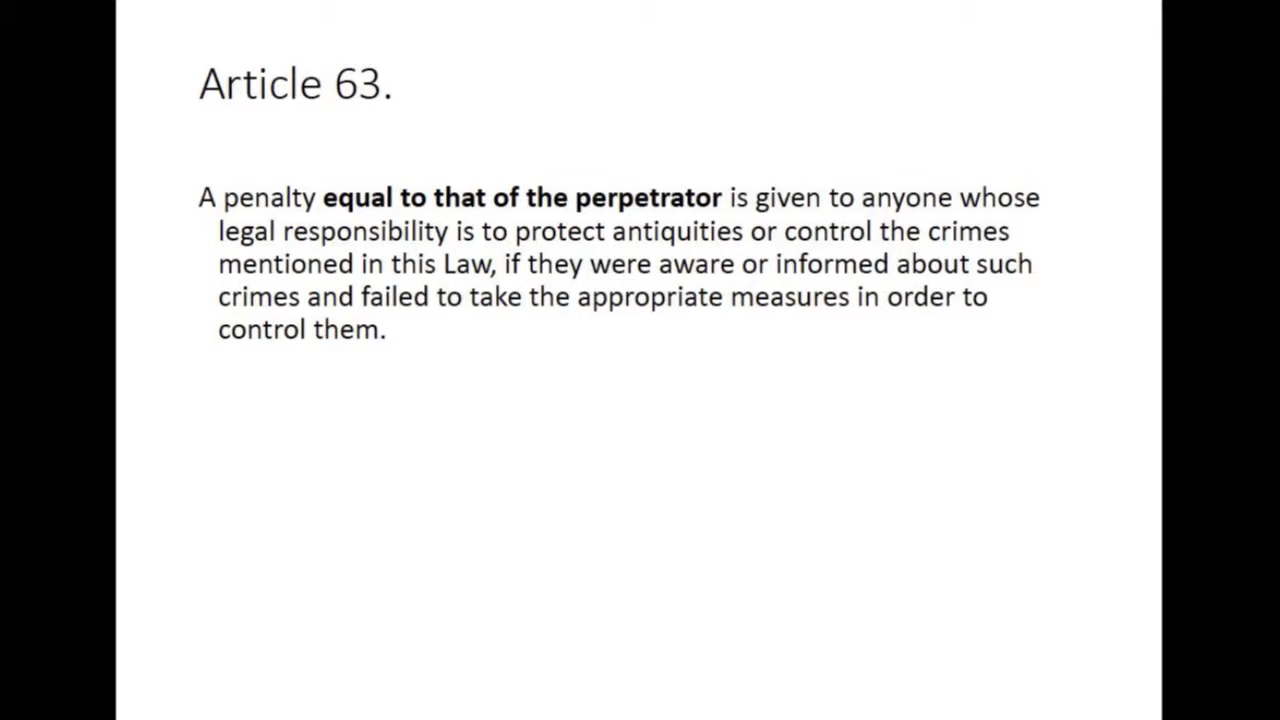 Article 63.
A penalty equal to that of the perpetrator is given to anyone whose
legal responsibility is to protect antiquities or control the crimes
mentioned in this Law, if they were aware or informed about such
crimes and failed to take the appropriate measures in order to
control them.